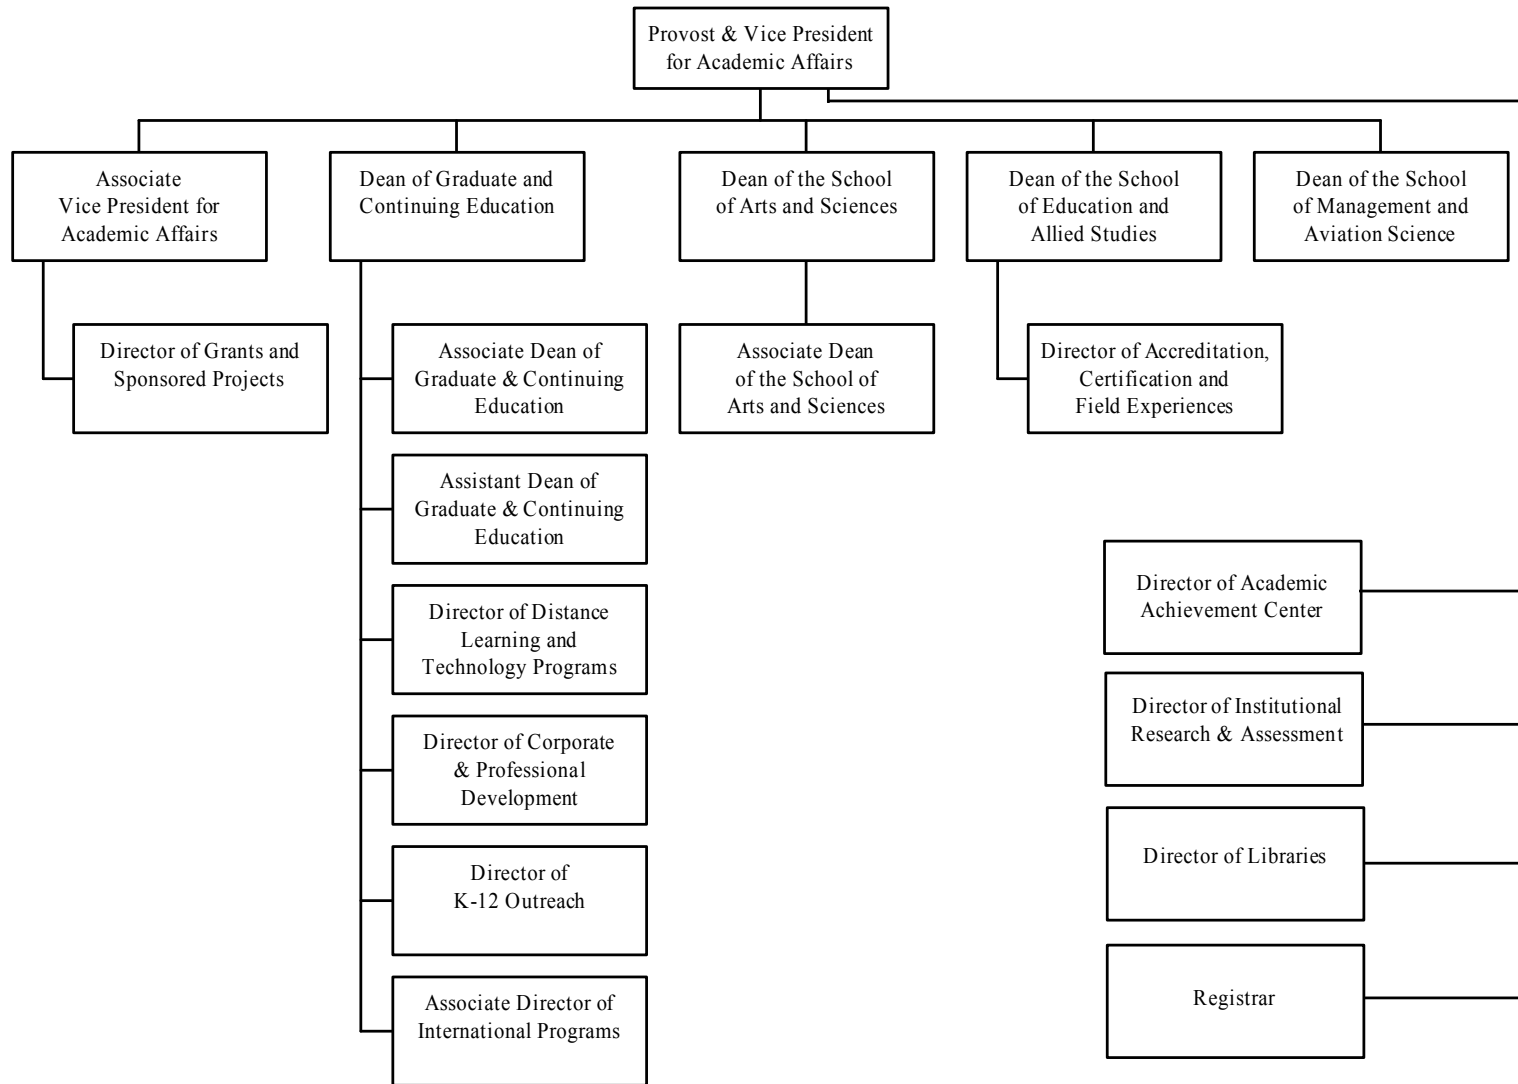 Provost & Vice President
for Academic Affairs
Associate
Vice President for
Academic Affairs
Dean of Graduate and
Continuing Education
Dean of the School
of Arts and Sciences
Dean of the School
of Education and
Allied Studies
Dean of the School
of Management and
Aviation Science
Director of Grants and
Sponsored Projects
Associate Dean of
Graduate & Continuing
Education
Associate Dean
of the School of
Arts and Sciences
Director of Accreditation,
Certification and
Field Experiences
Assistant Dean of
Graduate & Continuing
Education
Director of Distance
Learning and
Technology Programs
Director of Corporate
& Professional
Development
Director of
K-12 Outreach
Associate Director of
International Programs
Director of Academic
Achievement Center
Director of Institutional
Research & Assessment
Director of Libraries
Registrar